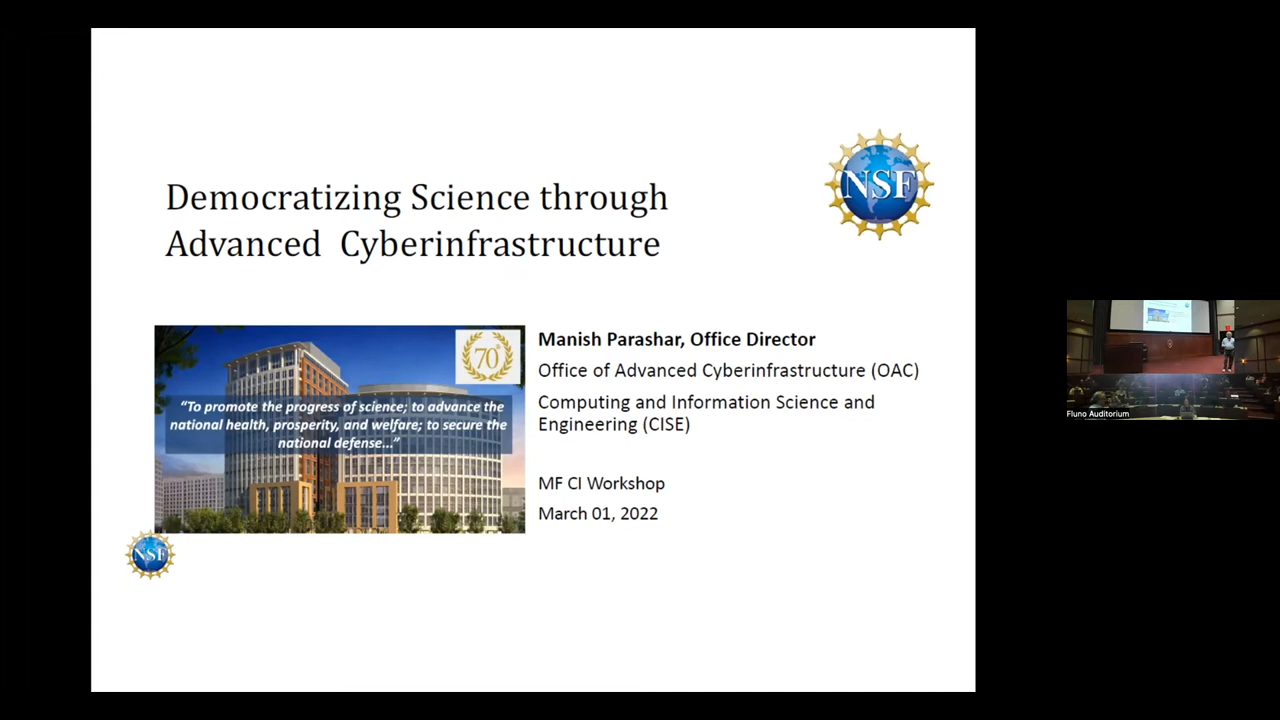 Democratizing Science through
Advanced Cyberinfrastructure
NSF
70
“To promote the progress of science; to advance the
national health, prosperity, and welfare; to secure the
national defense...”
Manish Parashar, Office Director
Office of Advanced Cyberinfrastructure (OAC)
Computing and Information Science and
Engineering (CISE)
MF CI Workshop
March 01, 2022
NSF
Fluno Auditorium